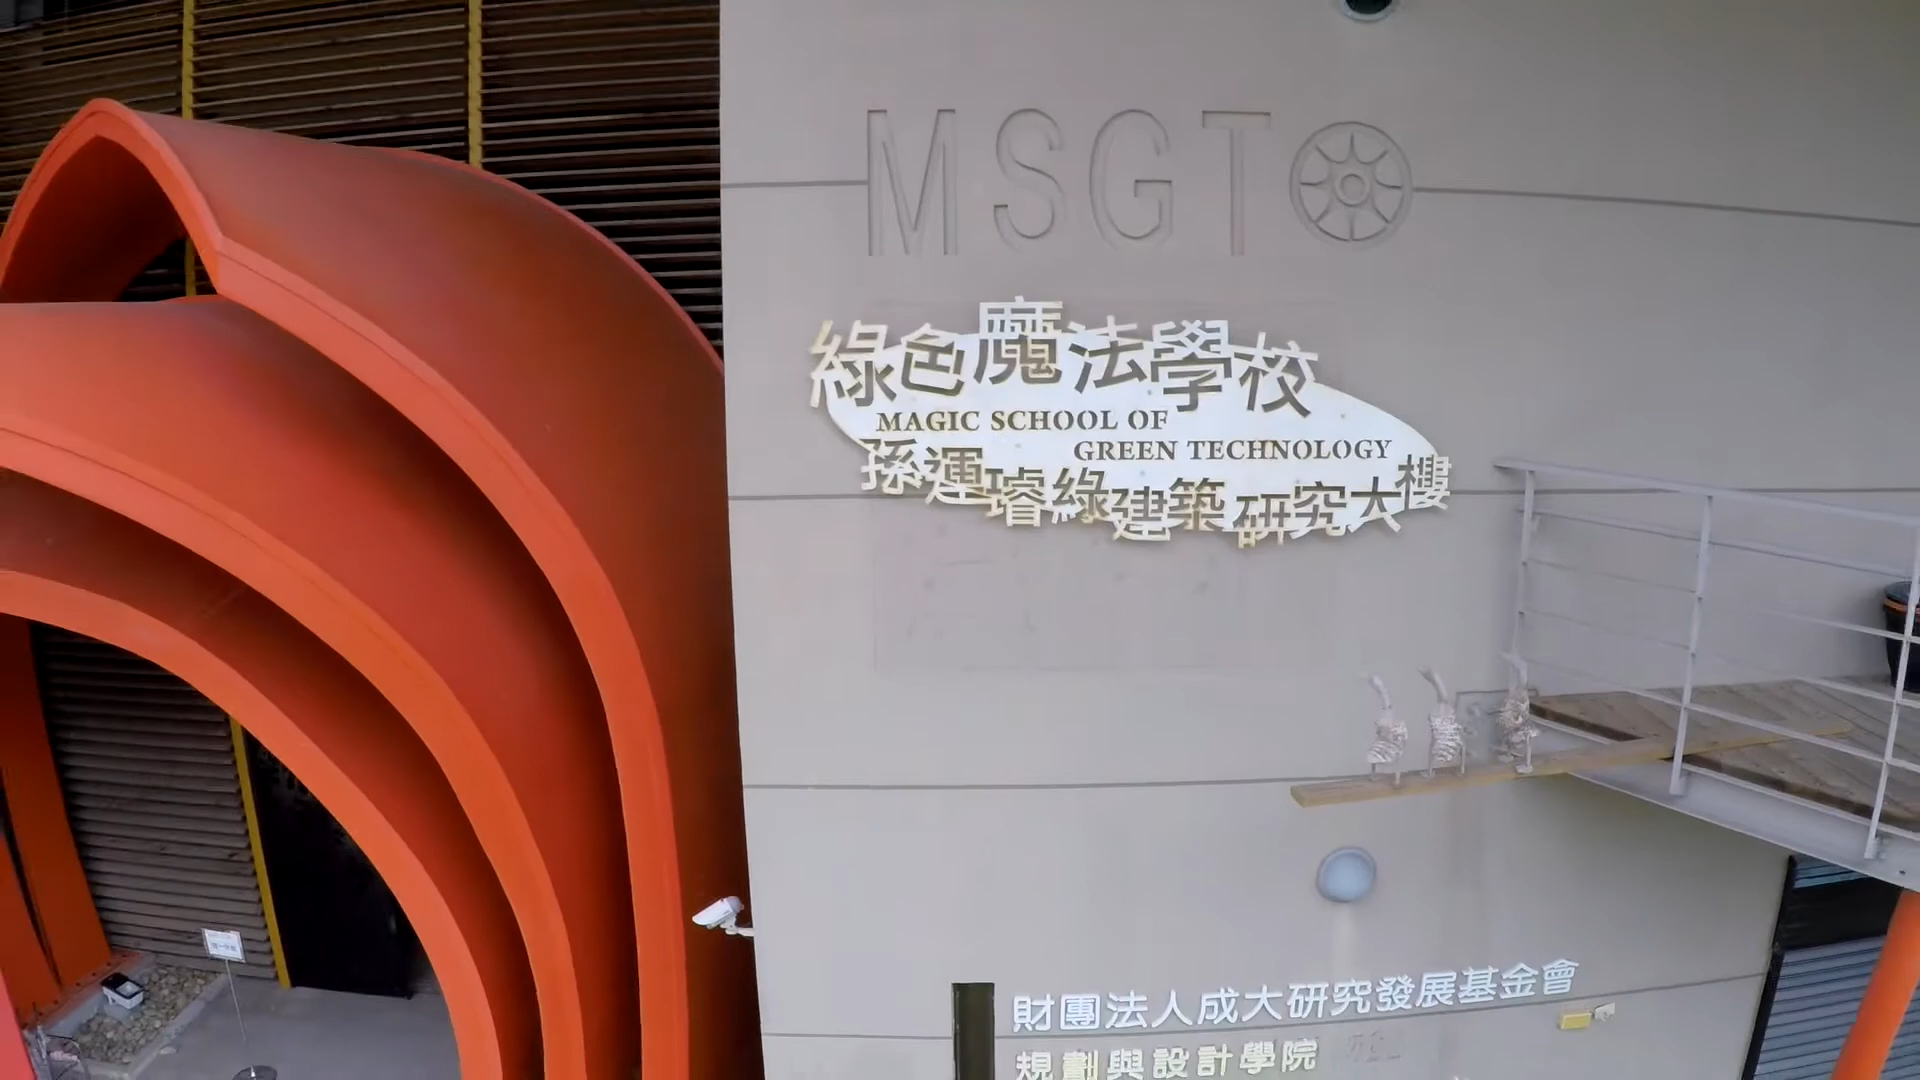 MSGT
綠色魔法學校
MAGIC SCHOOL OF
GREEN TECHNOLOGY
孫運璿綠建築研究大樓
財團法人成大研究發展基金會
規劃與設計學院